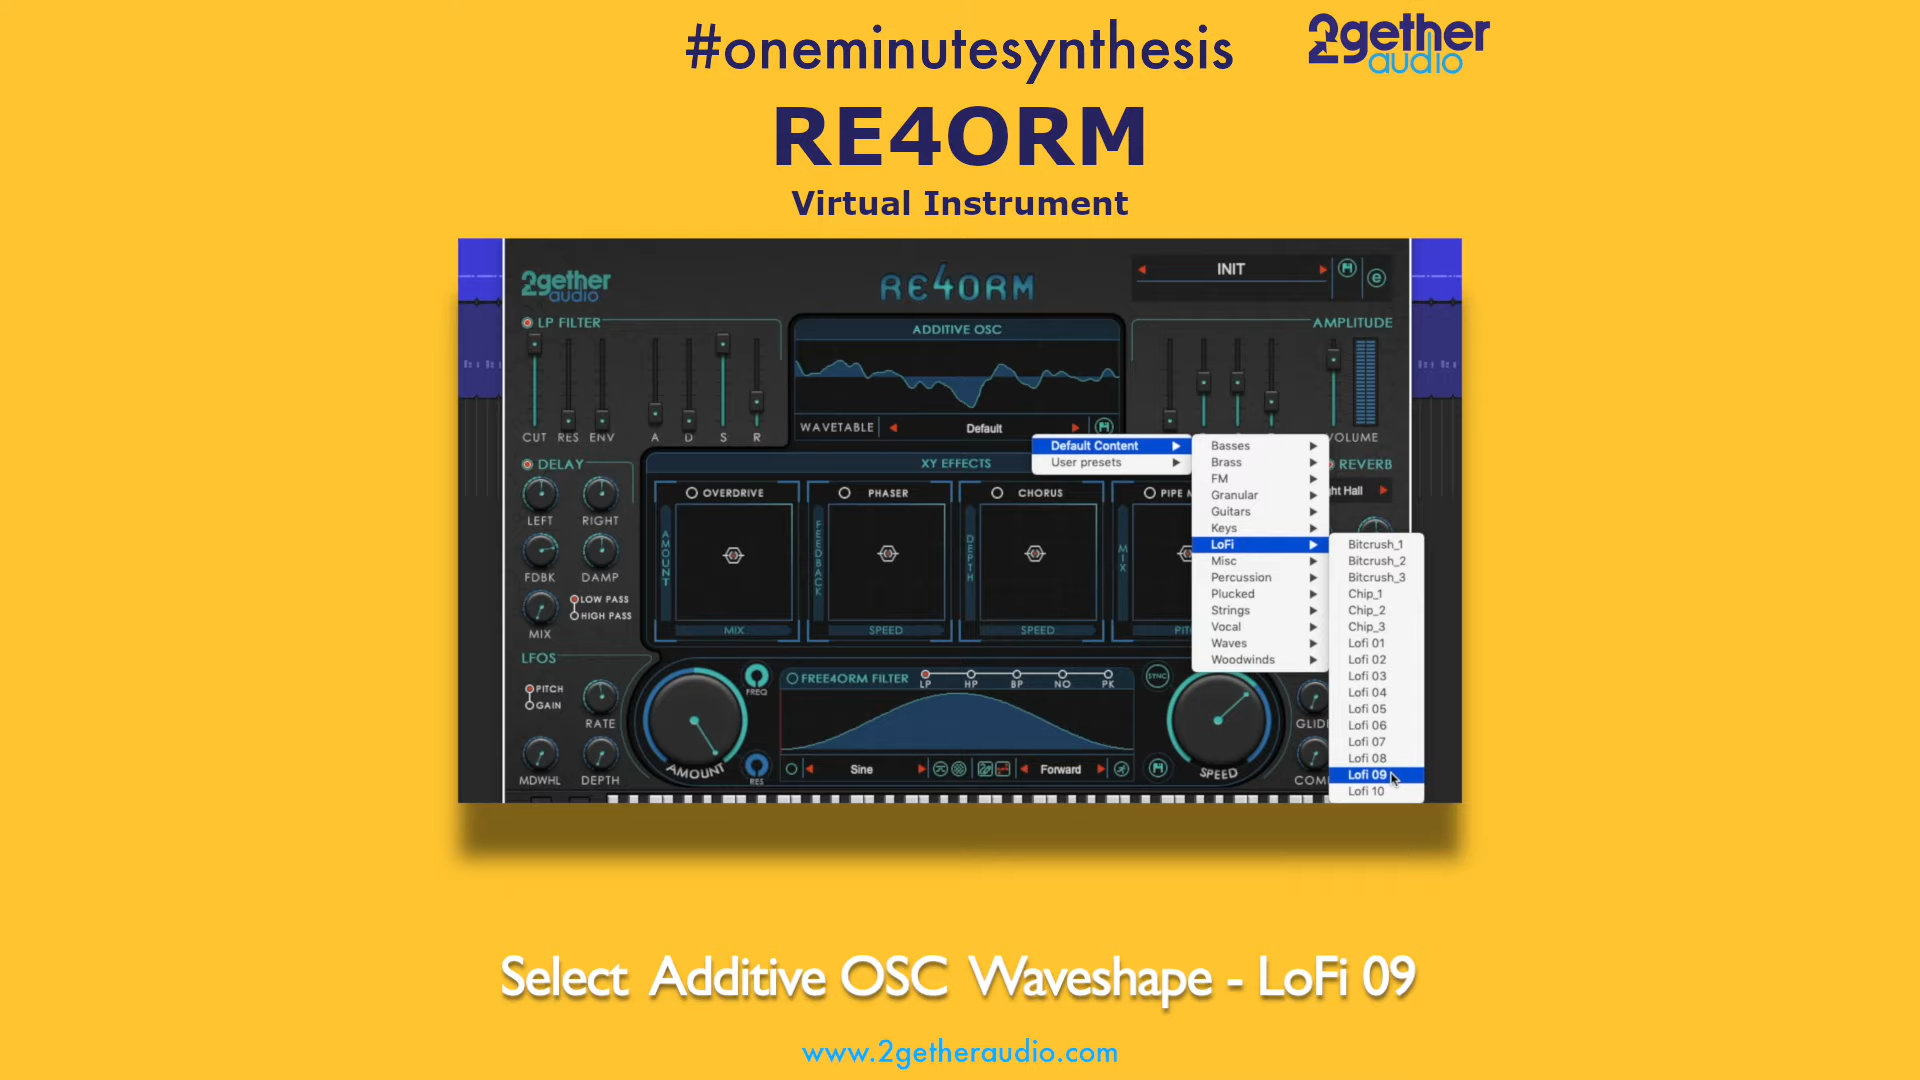 #oneminutesynthesis
2gether
audio
RE4ORM
Virtual Instrument
2gether
audio
RE4ORM
INIT
e
LP FILTER
ADDITIVE OSC
AMPLITUDE
CUT RES ENV A D S R
WAVETABLE Default
VOLUME
Default Content
User presets
Basses
Brass
FM
Granular
Guitars
Keys
LoFi
Misc
Percussion
Plucked
Strings
Vocal
Waves
Woodwinds
Bitcrush_1
Bitcrush_2
Bitcrush_3
Chip_1
Chip_2
Chip_3
Lofi 01
Lofi 02
Lofi 03
Lofi 04
Lofi 05
Lofi 06
Lofi 07
Lofi 08
Lofi 09
Lofi 10
DELAY
XY EFFECTS
REVERB
ht Hall
OVERDRIVE
PHASER
CHORUS
PIPE M
LEFT RIGHT
FDBK DAMP
LOW PASS
HIGH PASS
MIX
AMOUNT
MIX
FEEDBACK
SPEED
DEPTH
SPEED
MIX
PITC
LFOS
PITCH
GAIN
RATE
MDWHL DEPTH
AMOUNT
FREQ
RES
FREE4ORM FILTER
LP HP BP NO PK
SYNC
Sine
Forward
SPEED
GLID
COM
Select Additive OSC Waveshape - LoFi 09
www.2getheraudio.com